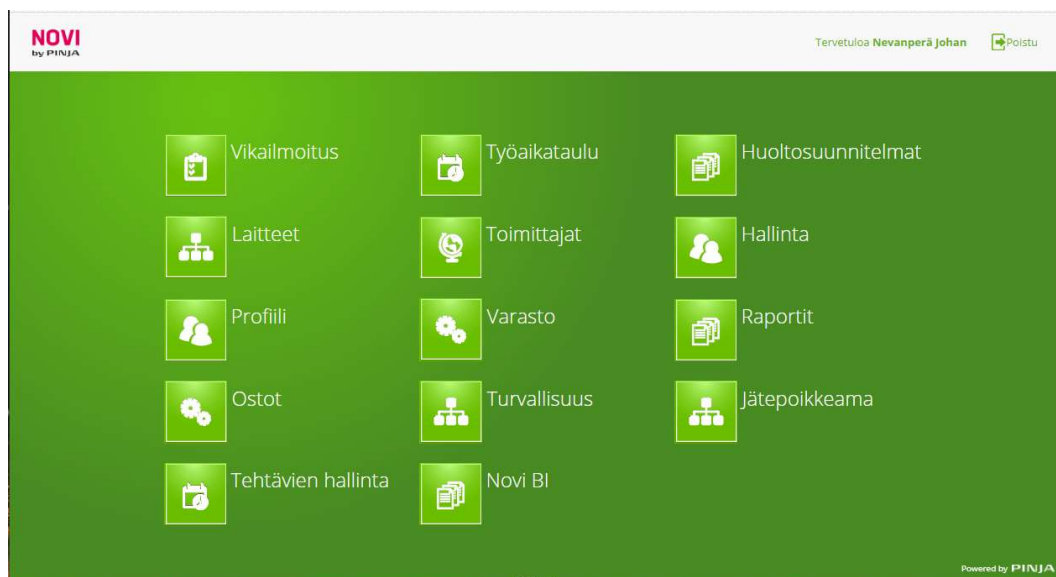 NOVI
by PINJA
Tervetuloa Nevanperä Johan
Poistu
Vikailmoitus
Työaikataulu
Huoltosuunnitelmat
Laitteet
Toimittajat
Hallinta
Profiili
Varasto
Raportit
Ostot
Turvallisuus
Jätepoikkeama
Tehtävien hallinta
Novi BI
Powered by PINJA